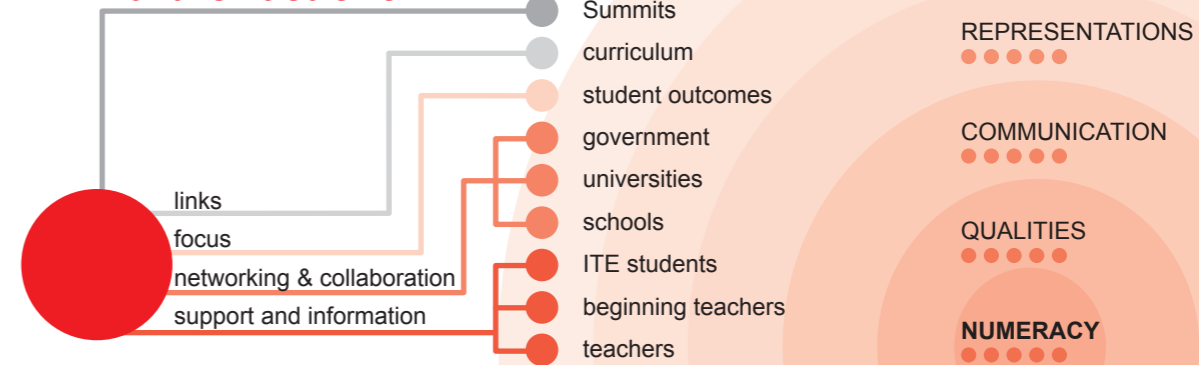 Summits
curriculum
student outcomes
government
universities
schools
ITE students
beginning teachers
teachers
links
focus
networking & collaboration
support and information
REPRESENTATIONS
COMMUNICATION
QUALITIES
NUMERACY